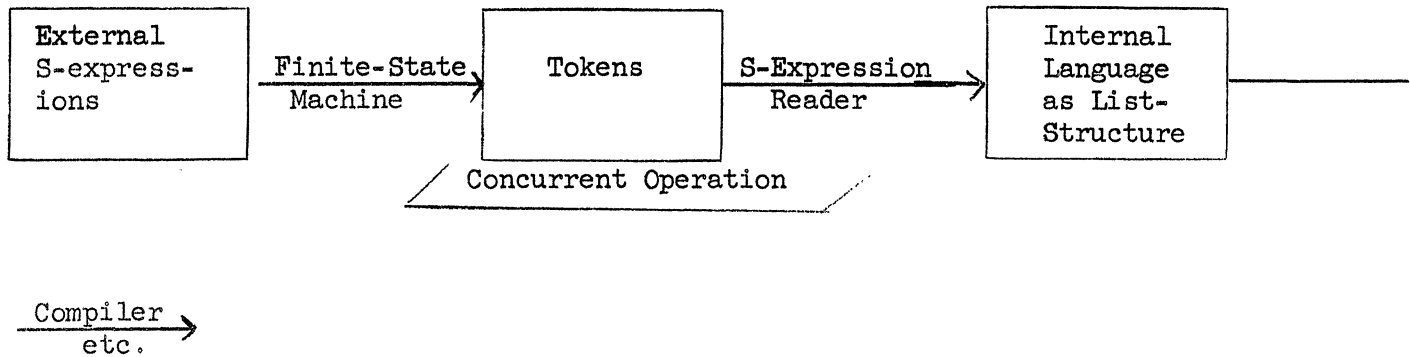 External
S-express-
ions
Finite-State
Machine
Tokens
S-Expression
Reader
Internal
Language
as List-
Structure
Concurrent Operation
Compiler
etc.